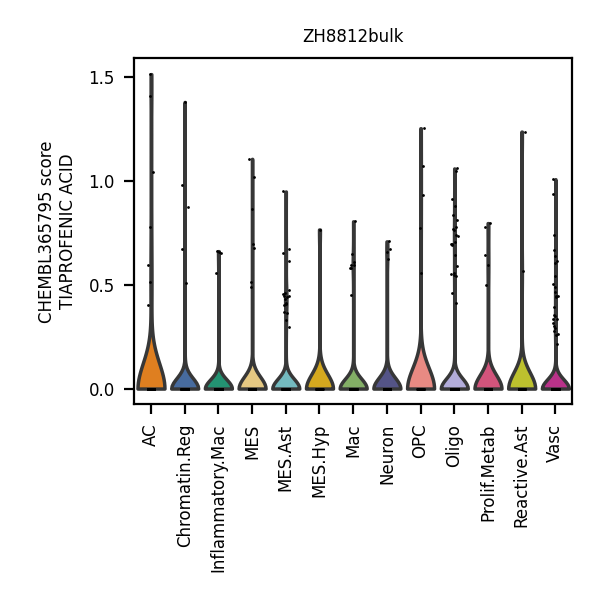 ZH8812bulk
CHEMBL365795 score
TIAPROFENIC ACID
1.5
1.0
0.5
0.0
AC
Chromatin.Reg
Inflammatory.Mac
MES
MES.Ast
MES.Hyp
Mac
Neuron
OPC
Oligo
Prolif.Metab
Reactive.Ast
Vasc